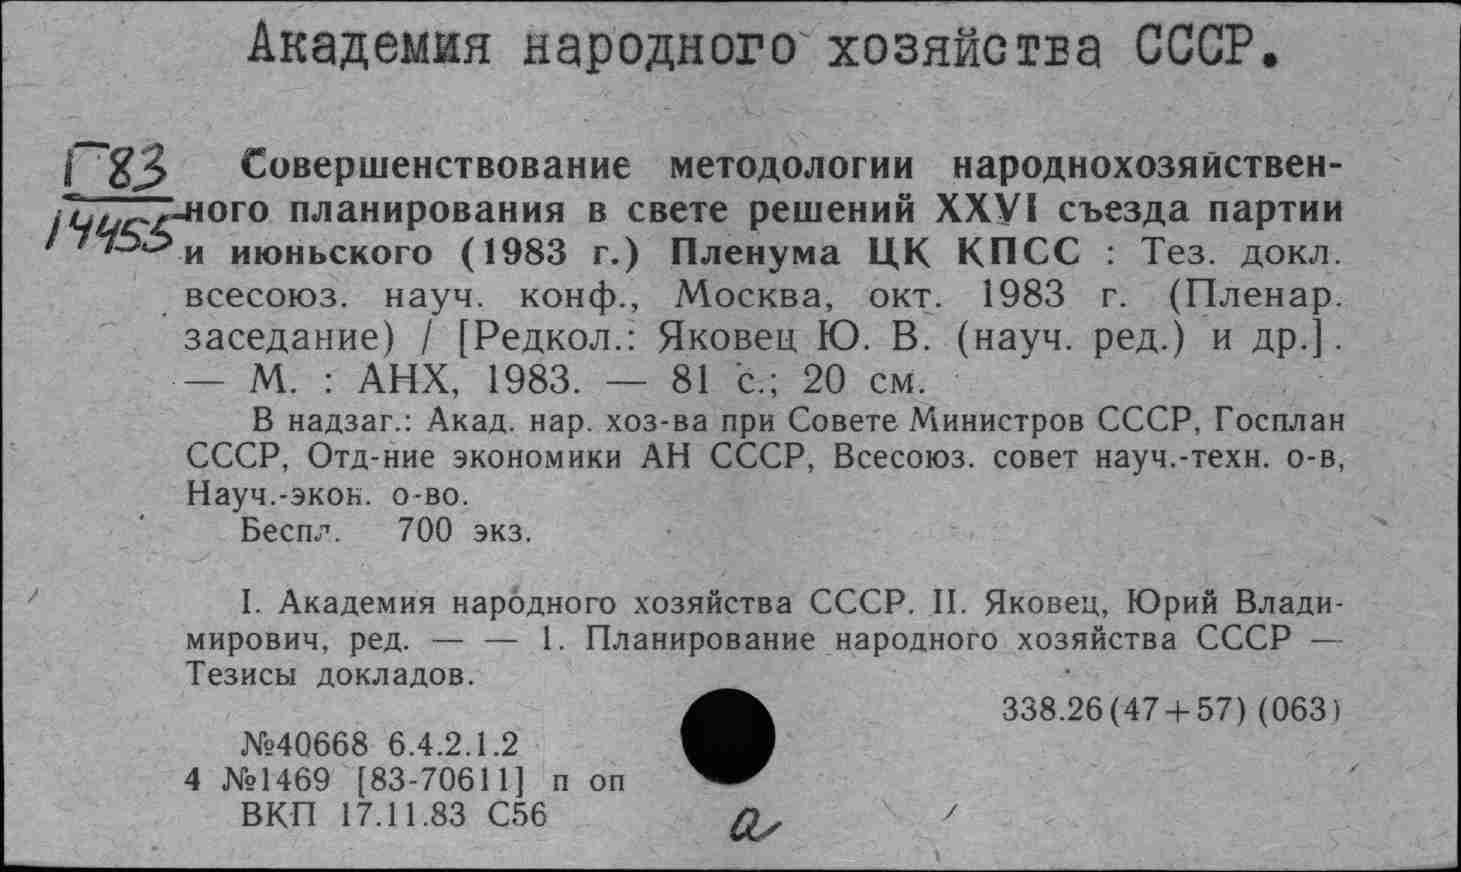 Академия народного хозяйства СССР.
Г83
14455
Совершенствование методологии народнохозяйствен-
ного планирования в свете решений XXVI съезда партии
и июньского (1983 г.) Пленума ЦК КПСС : Тез. докл.
всесоюз. науч. конф., Москва, окт. 1983 г. (Пленар.
заседание) / [Редкол.: Яковец Ю. В. (науч. ред.) и др.].
— М. : АНХ, 1983. — 81 с.; 20 см.
В надзаг.: Акад. нар. хоз-ва при Совете Министров СССР, Госплан
СССР, Отд-ние экономики АН СССР, Всесоюз. совет науч.-техн. о-в,
Науч.-экон. о-во.
Беспл. 700 экз.
I. Академия народного хозяйства СССР. II. Яковец, Юрий Влади-
мирович, ред. — — 1. Планирование народного хозяйства СССР —
Тезисы докладов.
338.26(47+57) (063)
№40668 6.4.2.1.2
4 №1469 [83-70611] п оп
ВКП 17.11.83 С56
а